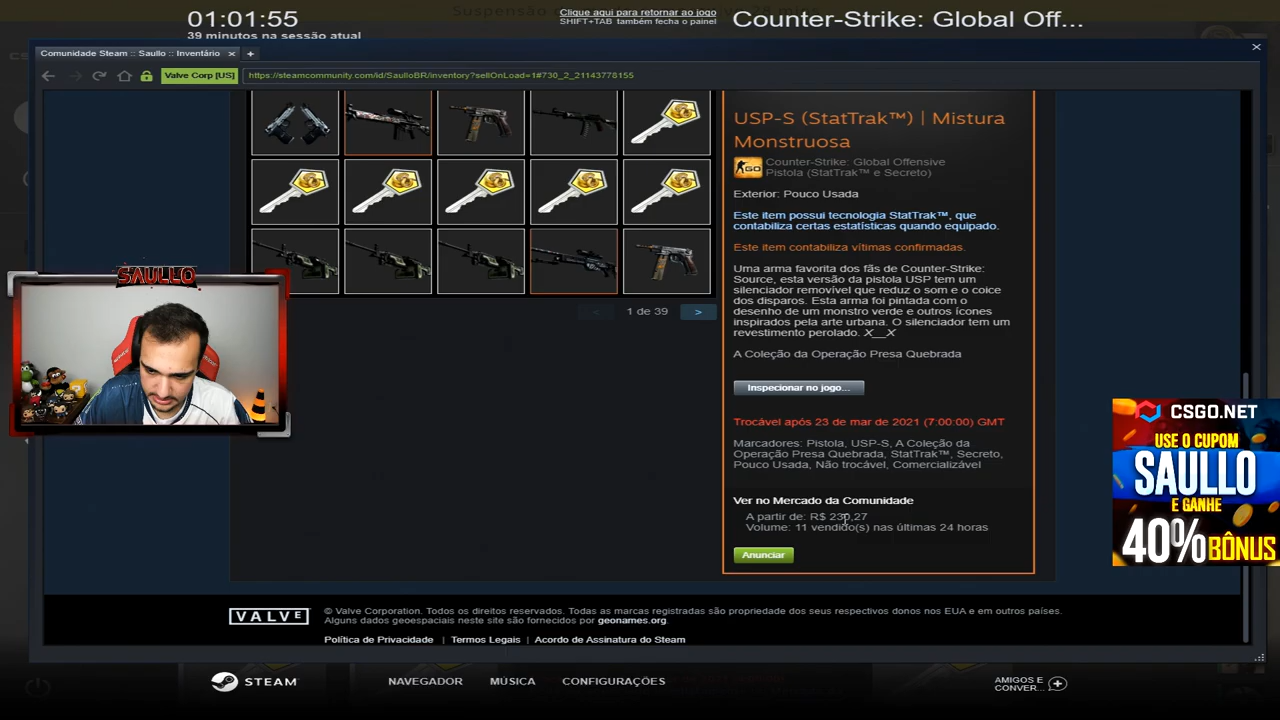 01:01:55
39 minutos na sessão atual
Clique aqui para retornar ao jogo
SHIFT+TAB também fecha o painel
Counter-Strike: Global Off...
Comunidade Steam :: Saullo :: Inventário
Valve Corp [US]
https://steamcommunity.com/id/SaulloBR/inventory?sellOnLoad=1#730_2_21143778155
USP-S (StatTrak™) | Mistura
Monstruosa
Counter-Strike: Global Offensive
Pistola (StatTrak™ e Secreto)
Exterior: Pouco Usada
Este item possui tecnologia StatTrak™, que
contabiliza certas estatísticas quando equipado.
Este item contabiliza vítimas confirmadas.
Uma arma favorita dos fãs de Counter-Strike:
Source, esta versão da pistola USP tem um
silenciador removível que reduz o som e o coice
dos disparos. Esta arma foi pintada com o
desenho de um monstro verde e outros ícones
inspirados pela arte urbana. O silenciador tem um
revestimento perolado. X__X
A Coleção da Operação Presa Quebrada
Inspecionar no jogo...
Trocável após 23 de mar de 2021 (7:00:00) GMT
Marcadores: Pistola, USP-S, A Coleção da
Operação Presa Quebrada, StatTrak™, Secreto,
Pouco Usada, Não trocável, Comercializável
Ver no Mercado da Comunidade
A partir de: R$ 230,27
Volume: 11 vendido(s) nas últimas 24 horas
Anunciar
< 1 de 39 >
SAULLO
CSGO.NET
USE O CUPOM
SAULLO
E GANHE
40% BÔNUS
VALVE
© Valve Corporation. Todos os direitos reservados. Todas as marcas registradas são propriedade dos seus respectivos donos nos EUA e em outros países.
Alguns dados geoespaciais neste site são fornecidos por geonames.org.
Política de Privacidade | Termos Legais | Acordo de Assinatura do Steam
STEAM
NAVEGADOR
MÚSICA
CONFIGURAÇÕES
AMIGOS E
CONVER...